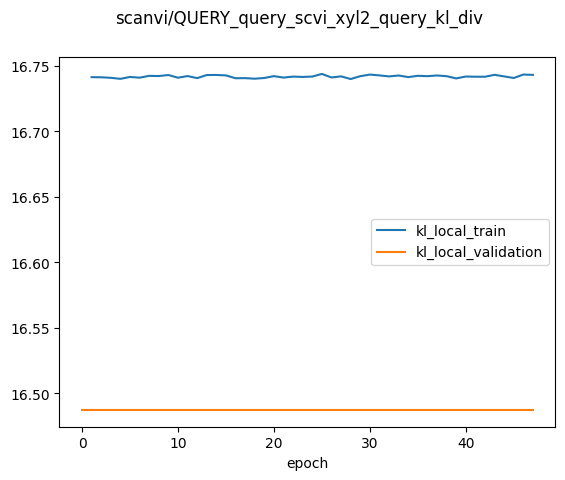 scanvi/QUERY_query_scvi_xyl2_query_kl_div
16.75
16.70
16.65
16.60
16.55
16.50
kl_local_train
kl_local_validation
0 10 20 30 40
epoch